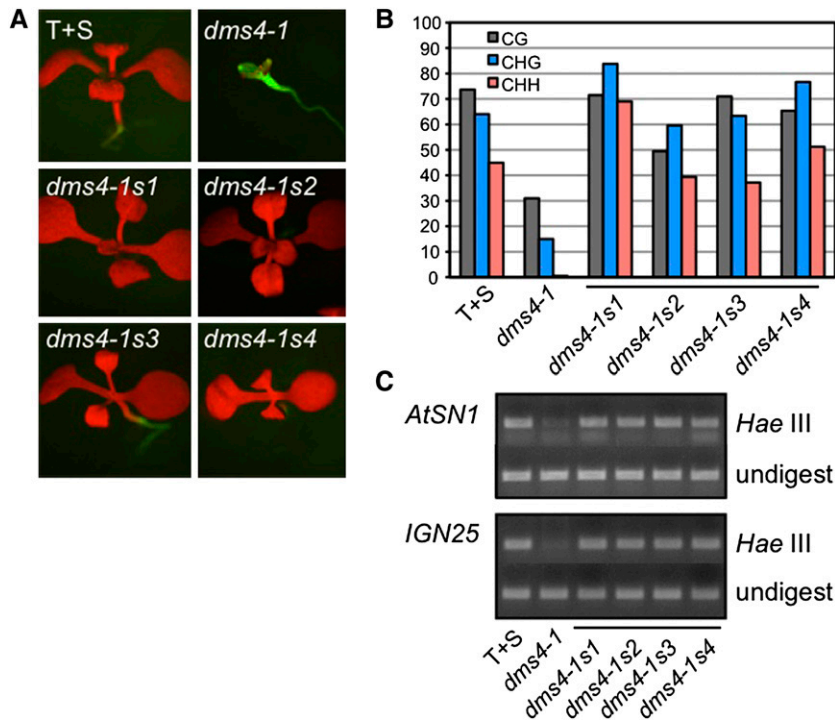 A
T+S
dms4-1
dms4-1s1
dms4-1s2
dms4-1s3
dms4-1s4
B
100
90
80
70
60
50
40
30
20
10
0
CG
CHG
CHH
T+S
dms4-1
dms4-1s1
dms4-1s2
dms4-1s3
dms4-1s4
C
AtSN1
Hae III
undigest
IGN25
Hae III
undigest
T+S
dms4-1
dms4-1s1
dms4-1s2
dms4-1s3
dms4-1s4